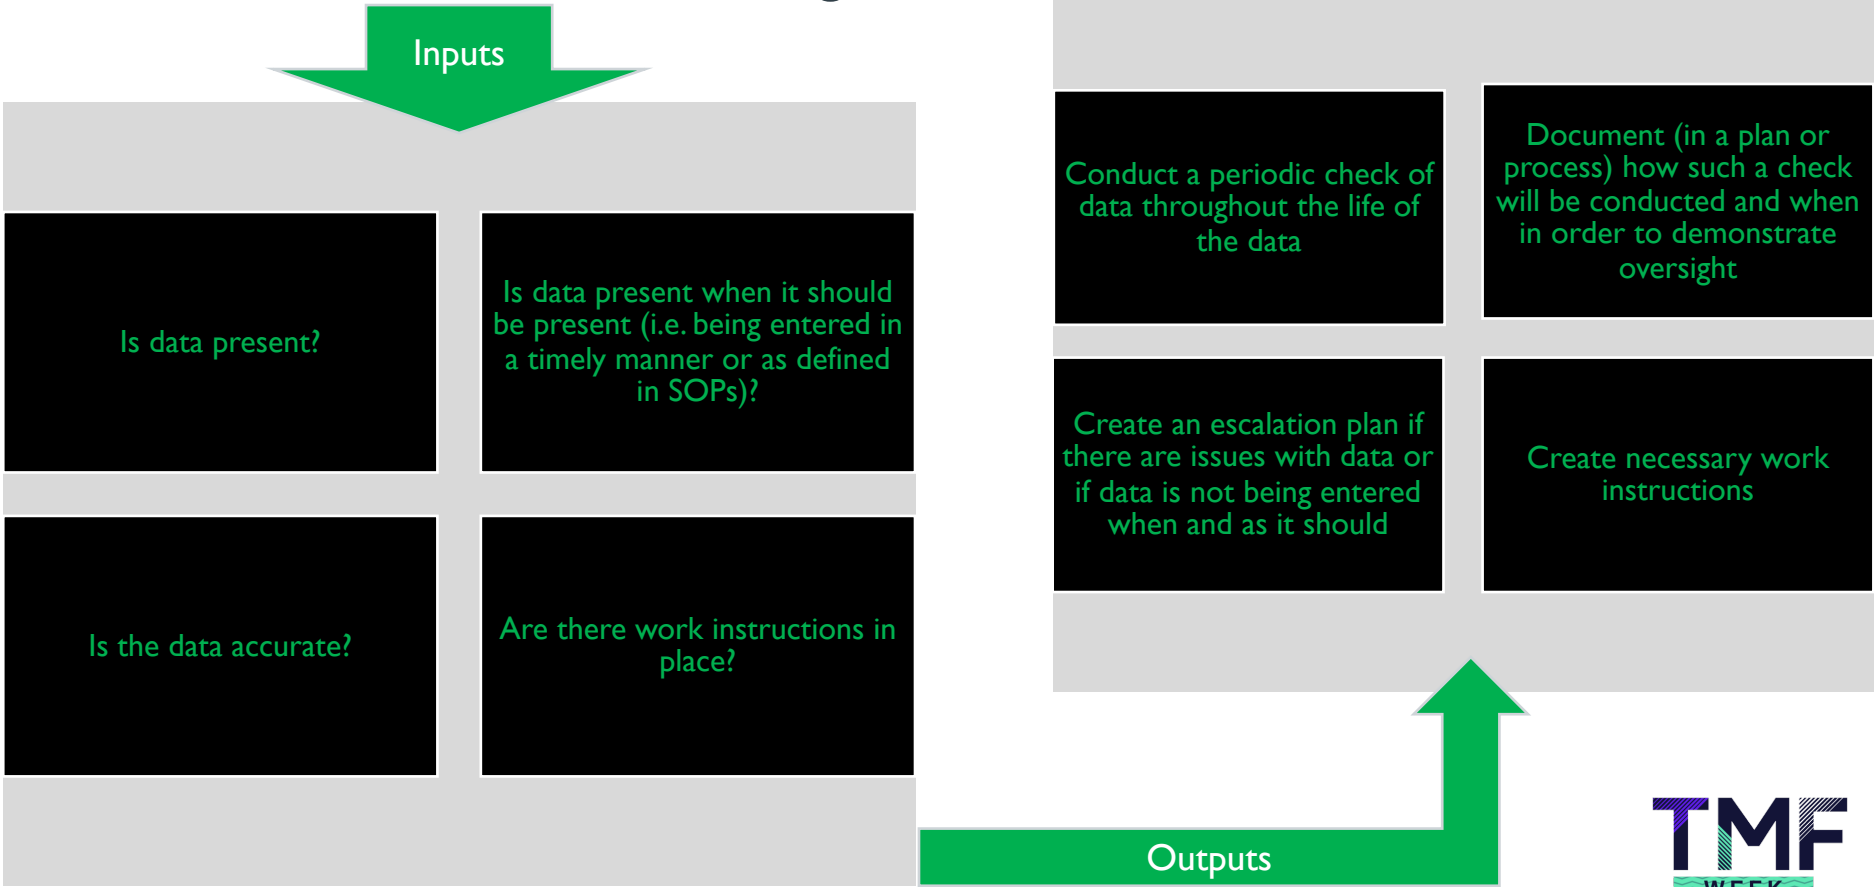 Inputs
Is data present?
Is data present when it should
be present (i.e. being entered in
a timely manner or as defined
in SOPs)?
Is the data accurate?
Are there work instructions in
place?
Conduct a periodic check of
data throughout the life of
the data
Document (in a plan or
process) how such a check
will be conducted and when
in order to demonstrate
oversight
Create an escalation plan if
there are issues with data or
if data is not being entered
when and as it should
Create necessary work
instructions
Outputs
TMF
WEEK